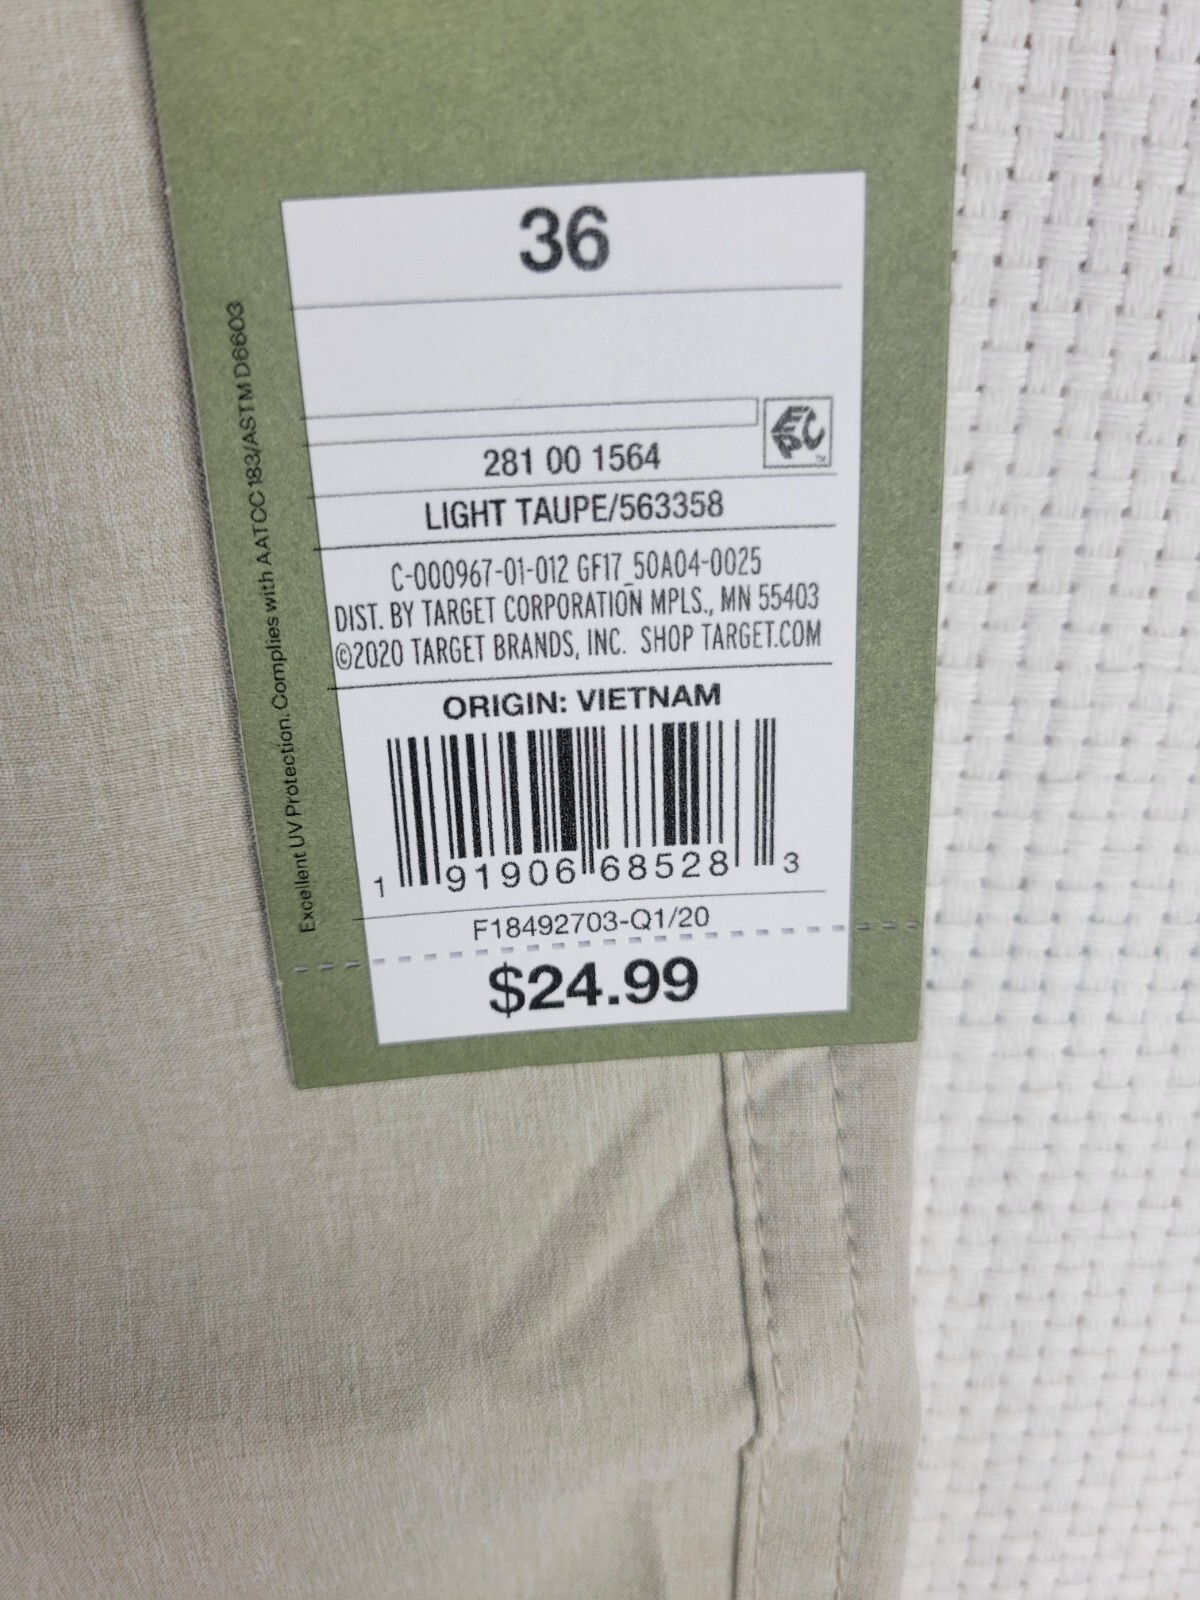 36
EPC
™
281 00 1564
LIGHT TAUPE/563358
C-000967-01-012 GF17_50A04-0025
DIST. BY TARGET CORPORATION MPLS., MN 55403
©2020 TARGET BRANDS, INC. SHOP TARGET.COM
ORIGIN: VIETNAM
1 91906 68528 3
F18492703-Q1/20
$24.99
Excellent UV Protection. Complies with AATCC 183/ASTM D6603